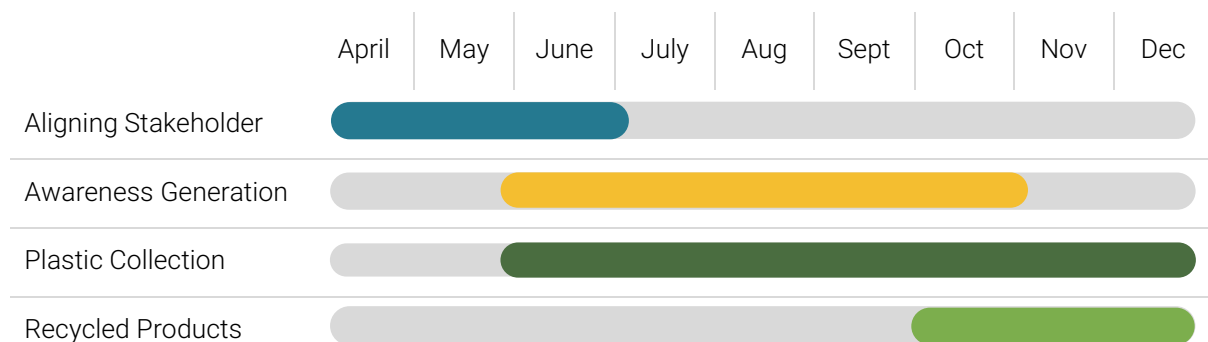 April May June July Aug Sept Oct Nov Dec
Aligning Stakeholder
Awareness Generation
Plastic Collection
Recycled Products